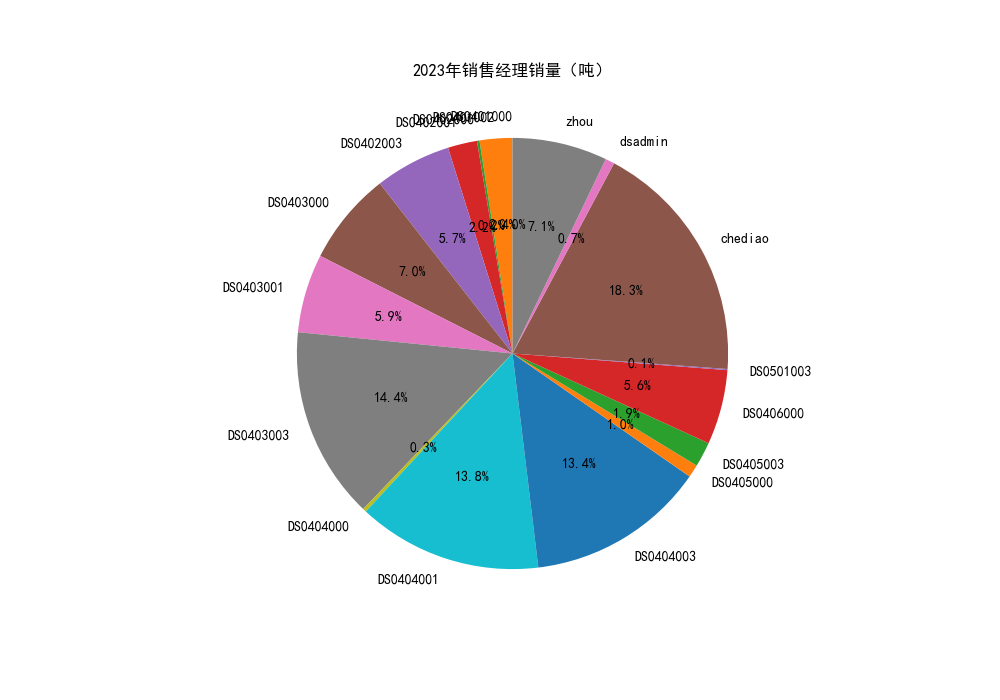 2023年销售经理销量（吨）
zhou
dsadmin
chediao
DS0501003
DS0406000
DS0405003
DS0405000
DS0404003
DS0404001
DS0404000
DS0403003
DS0403001
DS0403000
DS0402003
7.1%
0.7%
18.3%
0.1%
5.6%
1.9%
1.0%
13.4%
13.8%
0.3%
14.4%
5.9%
7.0%
5.7%